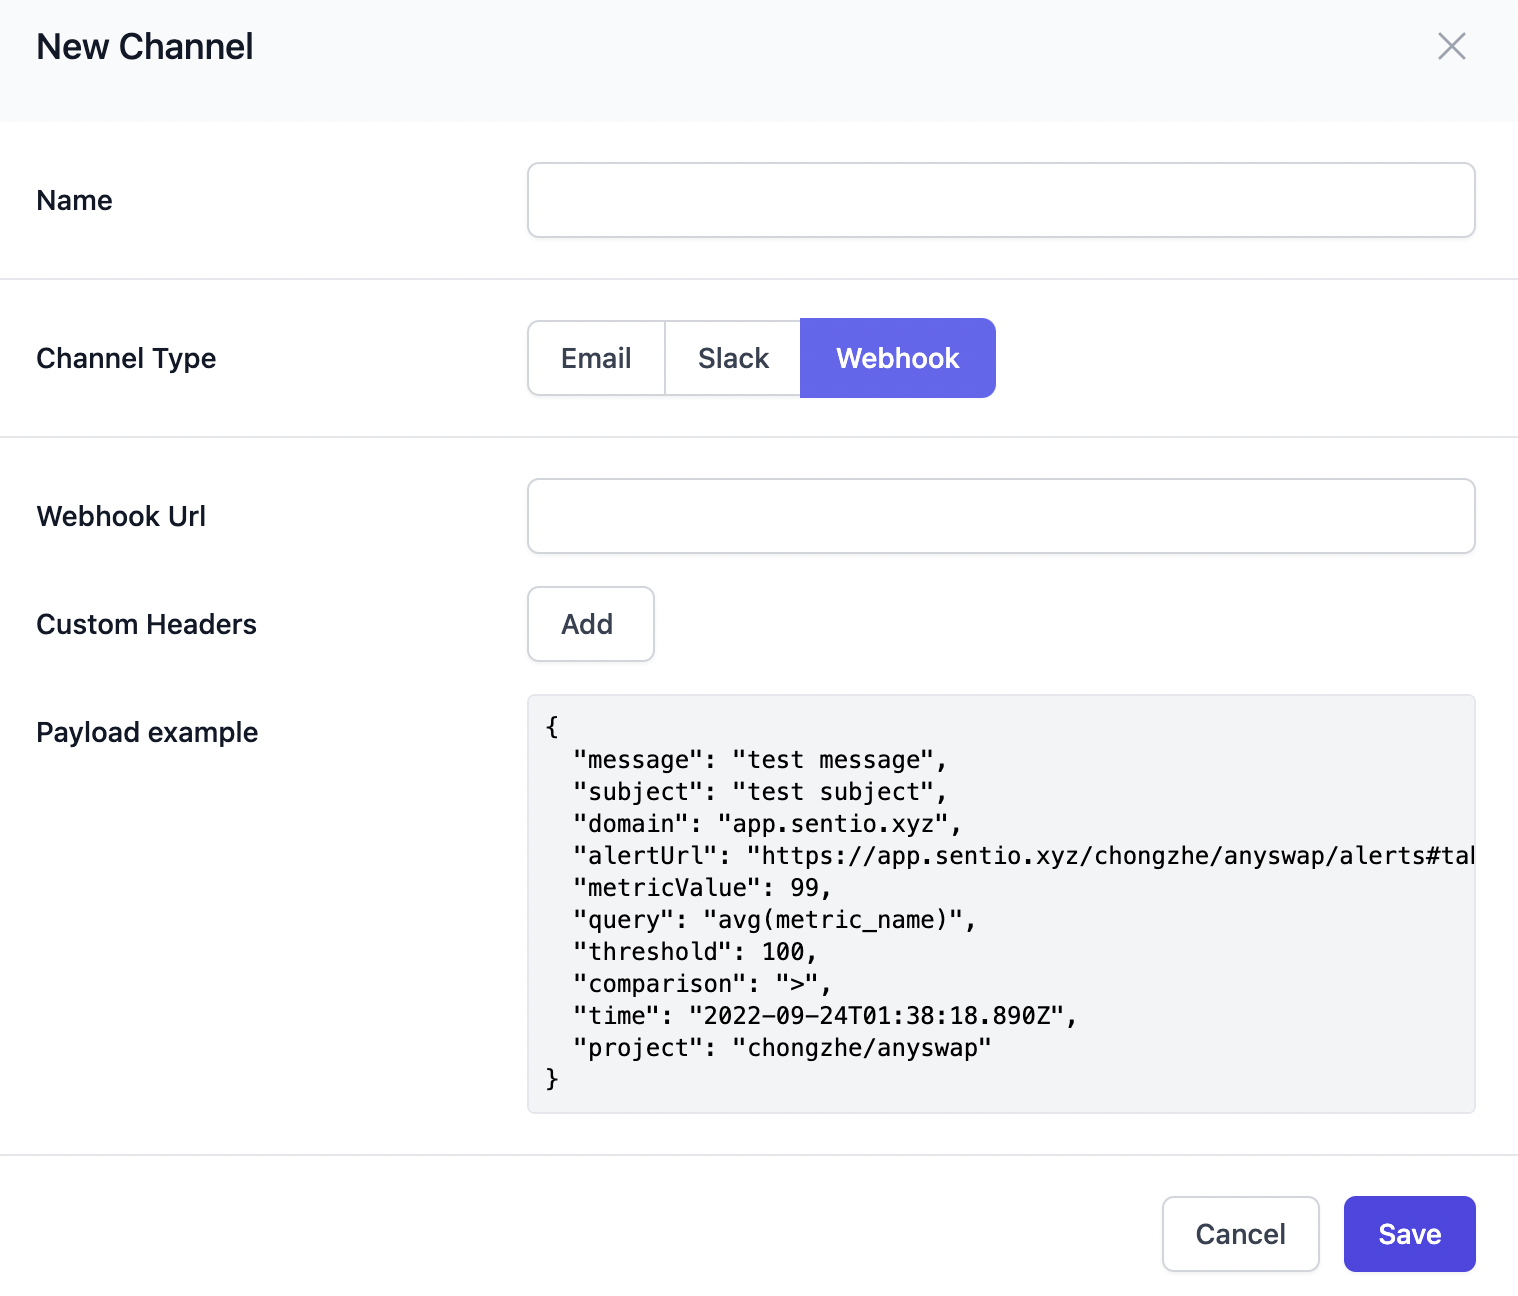 New Channel
Name
Channel Type
Email Slack Webhook
Webhook Url
Custom Headers
Add
Payload example
{
  "message": "test message",
  "subject": "test subject",
  "domain": "app.sentio.xyz",
  "alertUrl": "https://app.sentio.xyz/chongzhe/anyswap/alerts#ta
  "metricValue": 99,
  "query": "avg(metric_name)",
  "threshold": 100,
  "comparison": ">",
  "time": "2022-09-24T01:38:18.890Z",
  "project": "chongzhe/anyswap"
}
Cancel Save